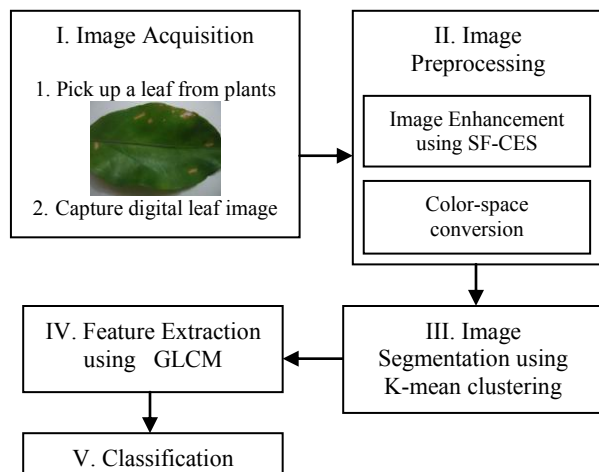 I. Image Acquisition
1. Pick up a leaf from plants
2. Capture digital leaf image
II. Image
Preprocessing
Image Enhancement
using SF-CES
Color-space
conversion
III. Image
Segmentation using
K-mean clustering
IV. Feature Extraction
using GLCM
V. Classification